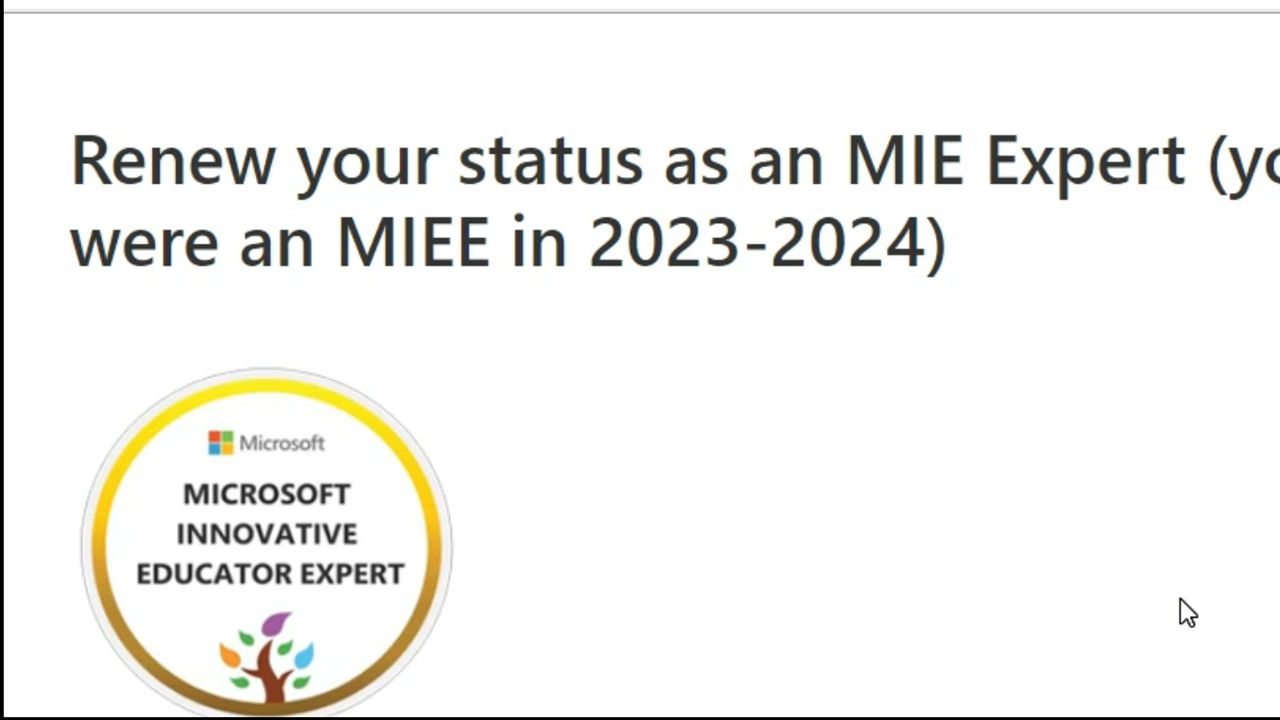 Renew your status as an MIE Expert (yo
were an MIEE in 2023-2024)
Microsoft
MICROSOFT
INNOVATIVE
EDUCATOR EXPERT